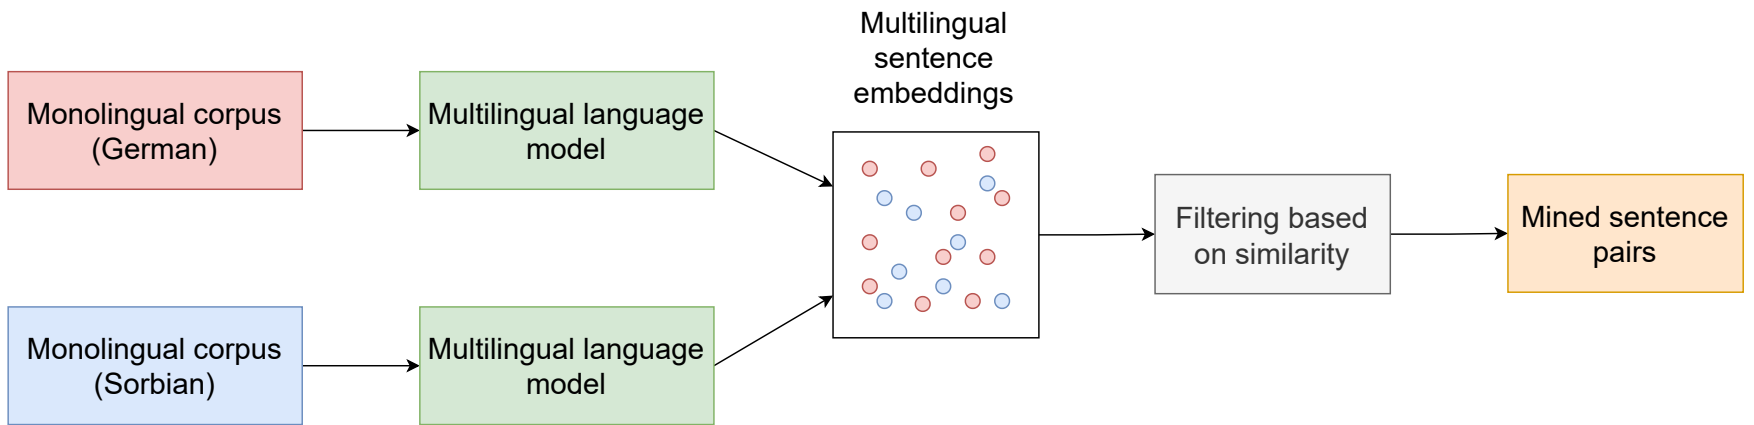 Monolingual corpus
(German)
Multilingual language
model
Monolingual corpus
(Sorbian)
Multilingual language
model
Multilingual
sentence
embeddings
Filtering based
on similarity
Mined sentence
pairs